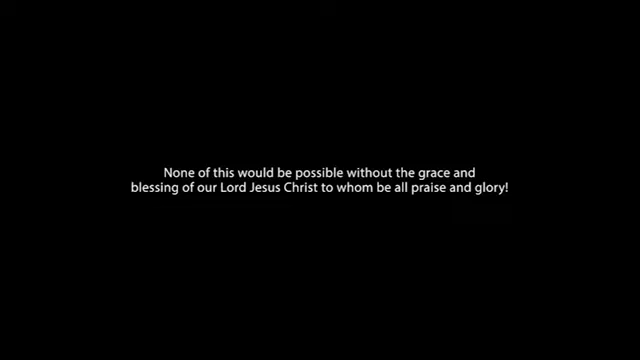 None of this would be possible without the grace and
blessing of our Lord Jesus Christ to whom be all praise and glory!